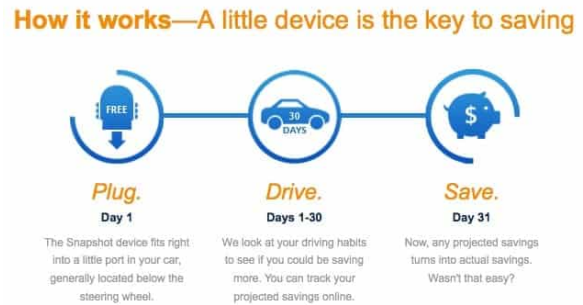 How it works—A little device is the key to saving
FREE
30
DAYS
$
Plug.
Day 1
The Snapshot device fits right
into a little port in your car,
generally located below the
steering wheel.
Drive.
Days 1-30
We look at your driving habits
to see if you could be saving
more. You can track your
projected savings online.
Save.
Day 31
Now, any projected savings
turns into actual savings.
Wasn't that easy?